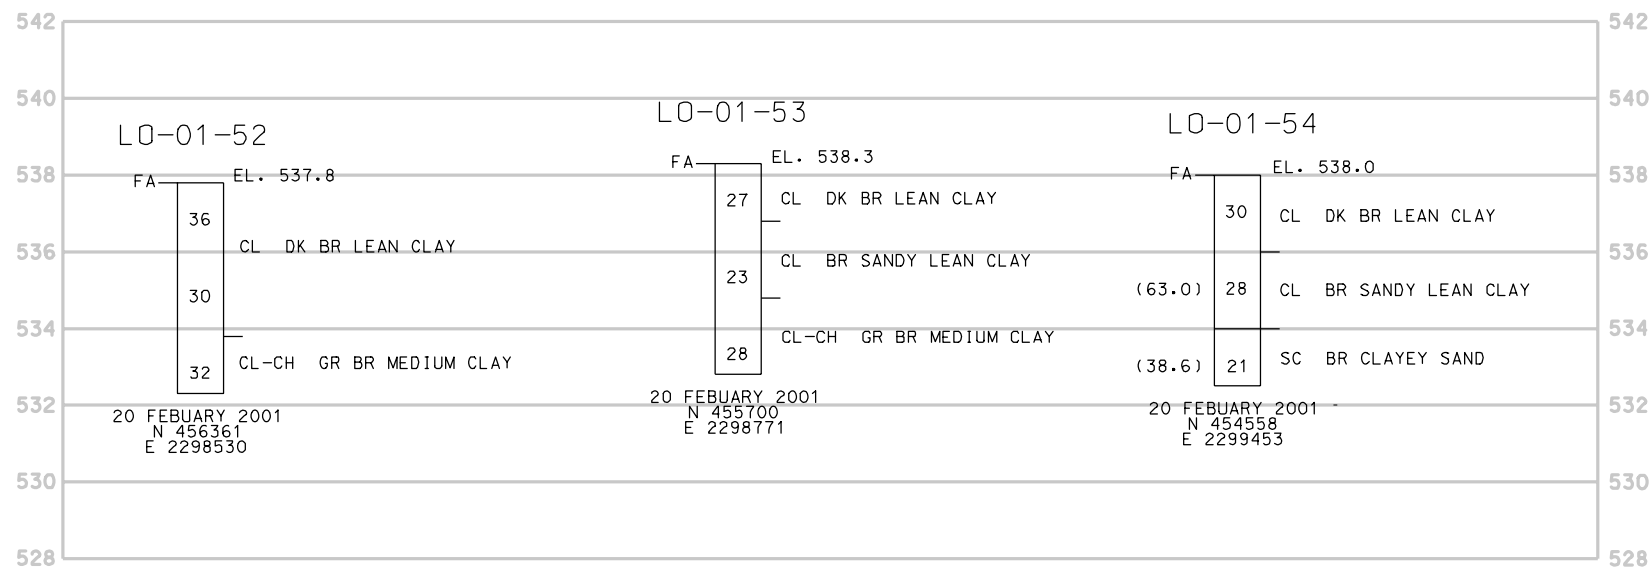 542 542
540 540
538 538
536 536
534 534
532 532
530 530
528 528
LO-01-52
FA EL. 537.8
36
CL DK BR LEAN CLAY
30
32 CL-CH GR BR MEDIUM CLAY
20 FEBUARY 2001
N 456361
E 2298530
LO-01-53
FA EL. 538.3
27 CL DK BR LEAN CLAY
CL BR SANDY LEAN CLAY
23
CL-CH GR BR MEDIUM CLAY
28
20 FEBUARY 2001
N 455700
E 2298771
LO-01-54
FA EL. 538.0
30 CL DK BR LEAN CLAY
(63.0) 28 CL BR SANDY LEAN CLAY
(38.6) 21 SC BR CLAYEY SAND
20 FEBUARY 2001 -
N 454558
E 2299453